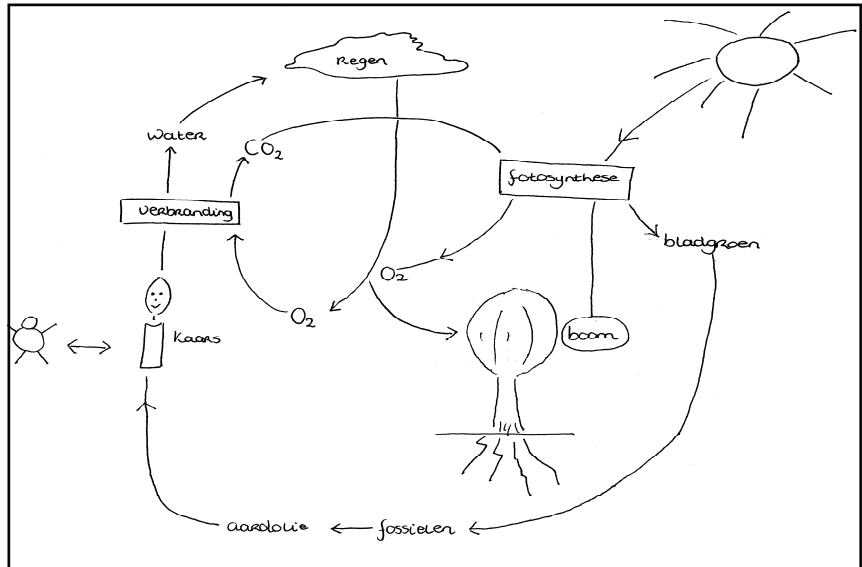 Regen
Water
CO2
fotosynthese
verbranding
bladgroen
O2
O2
boom
kaars
aardolie
fossielen